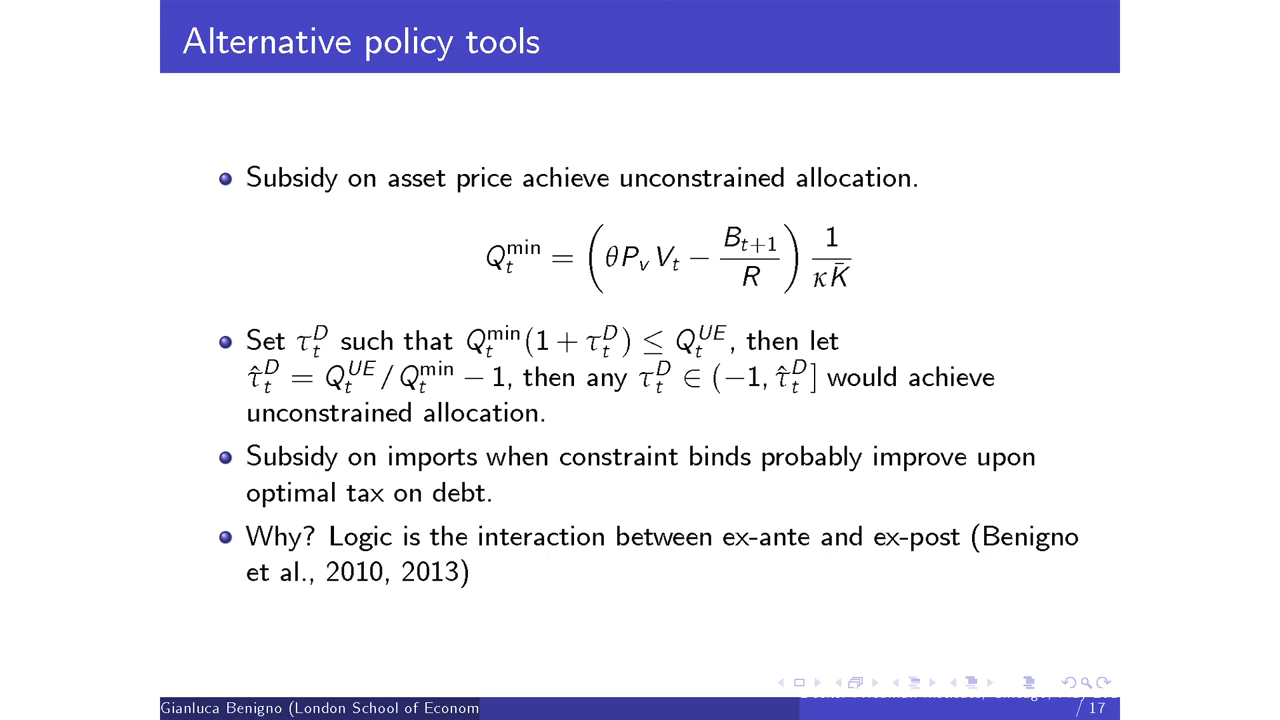 Alternative policy tools
Subsidy on asset price achieve unconstrained allocation.
Q_t^min = (θP_v V_t − B_{t+1}/R) 1/(κK̄)
Set τ_t^D such that Q_t^min(1 + τ_t^D) ≤ Q_t^UE, then let
τ̂_t^D = Q_t^UE/Q_t^min − 1, then any τ_t^D ∈ (−1, τ̂_t^D] would achieve
unconstrained allocation.
Subsidy on imports when constraint binds probably improve upon
optimal tax on debt.
Why? Logic is the interaction between ex-ante and ex-post (Benigno
et al., 2010, 2013)
Gianluca Benigno (London School of Econom
/ 17